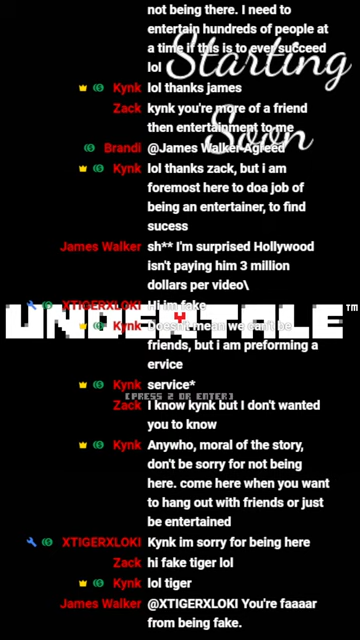 not being there. I need to
entertain hundreds of people at
a time if this is to ever succeed
lol
Starting
Soon
Kynk lol thanks james
Zack kynk you're more of a friend
then entertainment to me
Brandi @James Walker Agreed
Kynk lol thanks zack, but i am
foremost here to doa job of
being an entertainer, to find
sucess
James Walker sh** I'm surprised Hollywood
isn't paying him 3 million
dollars per video\
XTIGERXLOKI Hi im fake
UNDERTALE™
Kynk Doesn't mean we can't be
friends, but i am preforming a
ervice
Kynk service*
[PRESS Z OR ENTER]
Zack I know kynk but I don't wanted
you to know
Kynk Anywho, moral of the story,
don't be sorry for not being
here. come here when you want
to hang out with friends or just
be entertained
XTIGERXLOKI Kynk im sorry for being here
Zack hi fake tiger lol
Kynk lol tiger
James Walker @XTIGERXLOKI You're faaaar
from being fake.